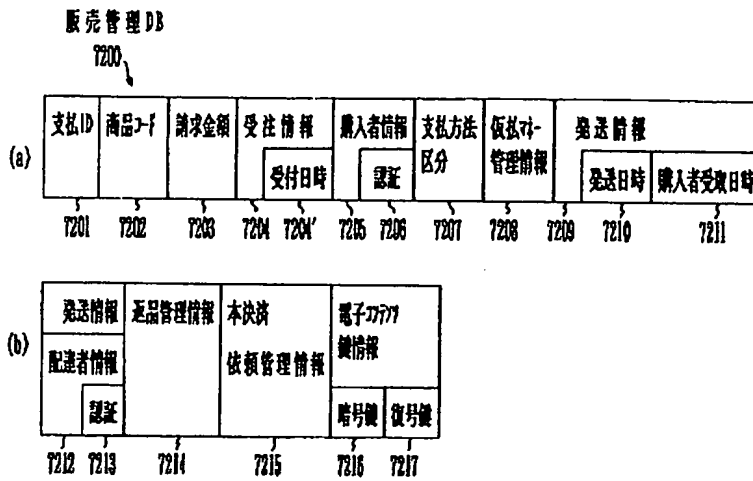 販売管理DB
7200
(a)
支払ID 商品コード 請求金額 受注情報 購入者情報 支払方法 仮払マネー 発送情報
区分 管理情報
受付日時 認証 発送日時 購入者受取日時
7201 7202 7203 7204 7204' 7205 7206 7207 7208 7209 7210 7211
(b)
発送情報 返品管理情報 本決済 電子コンテンツ
配達者情報 依頼管理情報 鍵情報
認証 暗号鍵 復号鍵
7212 7213 7214 7215 7216 7217